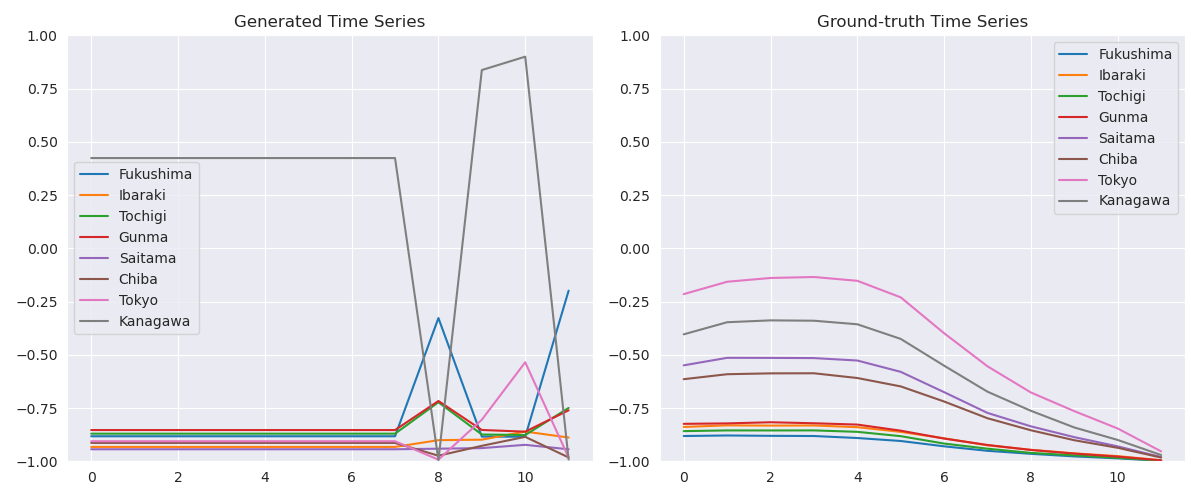 Generated Time Series
1.00
0.75
0.50
0.25
0.00
−0.25
−0.50
−0.75
−1.00
0 2 4 6 8 10
Fukushima
Ibaraki
Tochigi
Gunma
Saitama
Chiba
Tokyo
Kanagawa
Ground-truth Time Series
1.00
0.75
0.50
0.25
0.00
−0.25
−0.50
−0.75
−1.00
0 2 4 6 8 10
Fukushima
Ibaraki
Tochigi
Gunma
Saitama
Chiba
Tokyo
Kanagawa